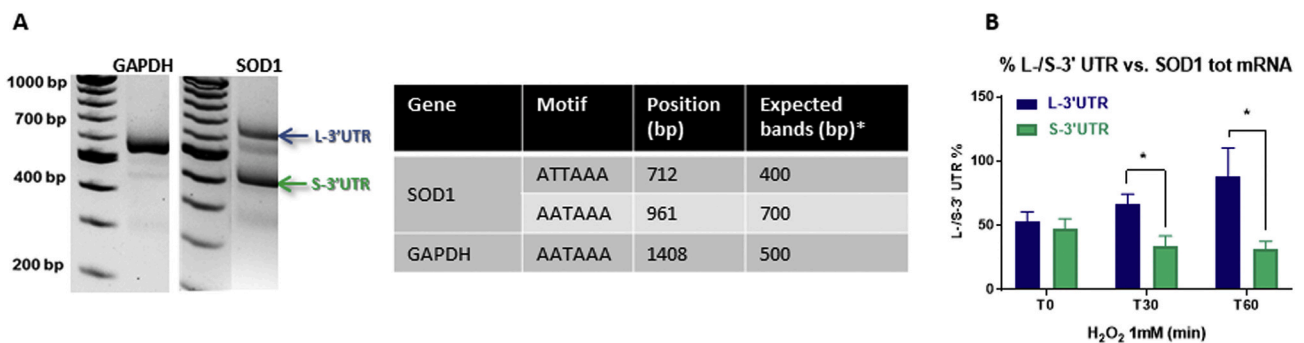 A
GAPDH
SOD1
1000 bp
700 bp
400 bp
200 bp
L-3'UTR
S-3'UTR
Gene Motif Position (bp) Expected bands (bp)*
SOD1 ATTAAA 712 400
AATAAA 961 700
GAPDH AATAAA 1408 500
B
% L-/S-3' UTR vs. SOD1 tot mRNA
L-3'UTR
S-3'UTR
L-/S-3' UTR %
150
100
50
0
*
*
T0 T30 T60
H₂O₂ 1mM (min)